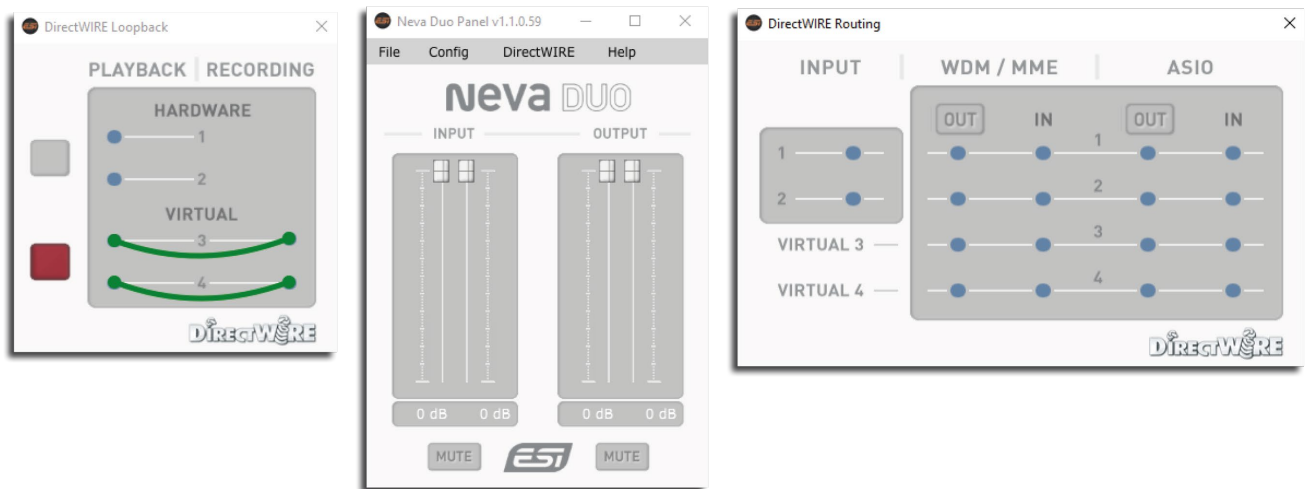 DirectWIRE Loopback
PLAYBACK RECORDING
HARDWARE
1
2
VIRTUAL
3
4
DIRECTWIRE
Neva Duo Panel v1.1.0.59
File Config DirectWIRE Help
Neva DUO
INPUT OUTPUT
0 dB 0 dB 0 dB 0 dB
MUTE ESI MUTE
DirectWIRE Routing
INPUT WDM / MME ASIO
OUT IN OUT IN
1 1
2 2
VIRTUAL 3 3
VIRTUAL 4 4
DIRECTWIRE